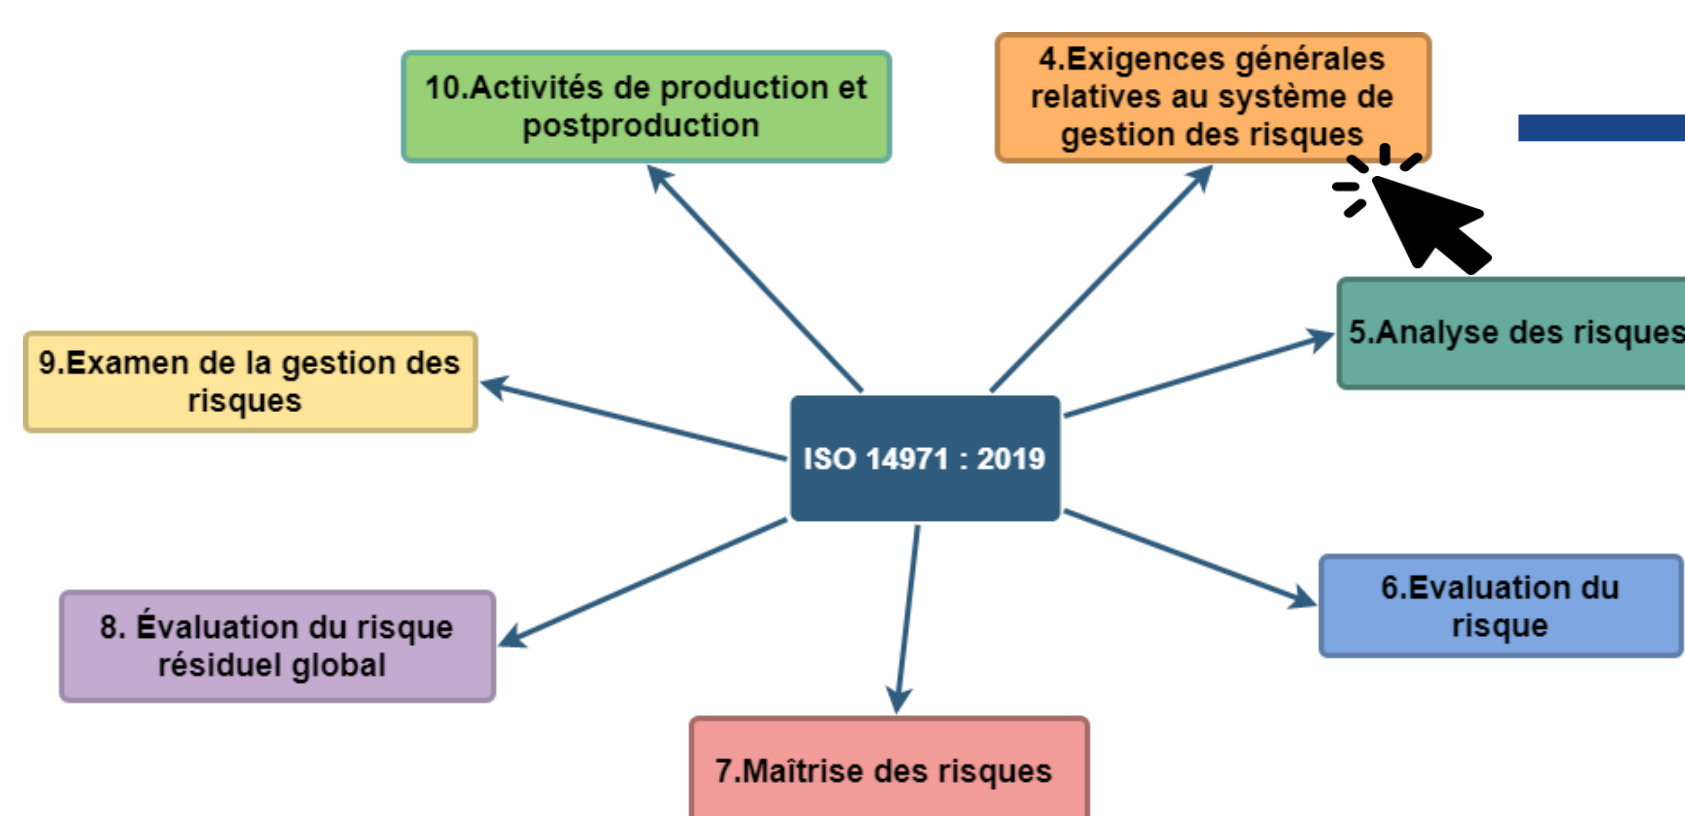 10.Activités de production et
postproduction
4.Exigences générales
relatives au système de
gestion des risques
9.Examen de la gestion des
risques
5.Analyse des risques
ISO 14971 : 2019
8. Évaluation du risque
résiduel global
6.Evaluation du
risque
7.Maîtrise des risques